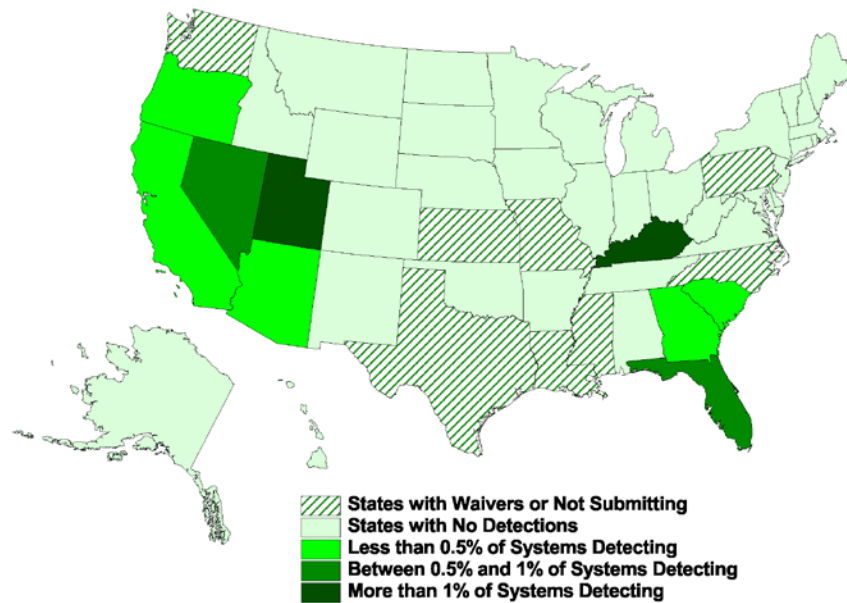 States with Waivers or Not Submitting
States with No Detections
Less than 0.5% of Systems Detecting
Between 0.5% and 1% of Systems Detecting
More than 1% of Systems Detecting